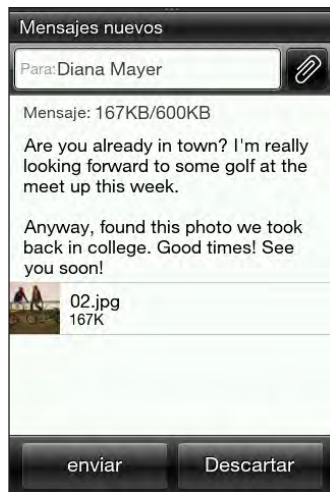 Mensajes nuevos
Para: Diana Mayer
Mensaje: 167KB/600KB
Are you already in town? I'm really
looking forward to some golf at the
meet up this week.
Anyway, found this photo we took
back in college. Good times! See
you soon!
02.jpg
167K
enviar
Descartar